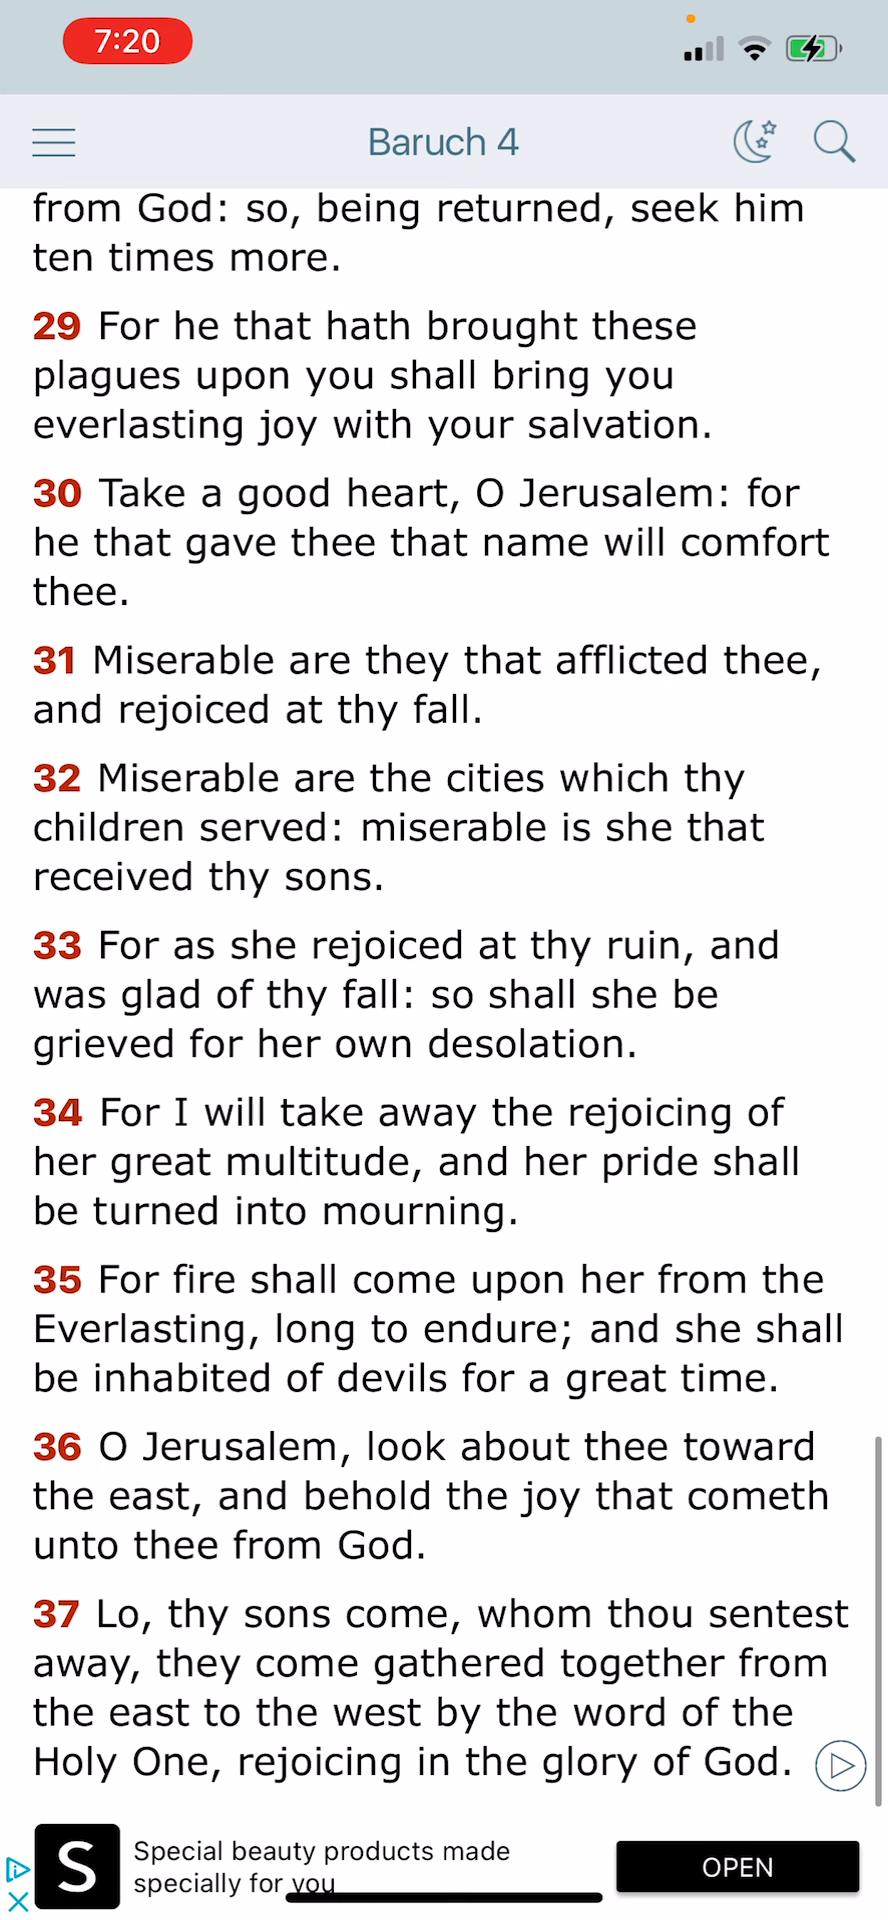 7:20
Baruch 4
from God: so, being returned, seek him
ten times more.
29 For he that hath brought these
plagues upon you shall bring you
everlasting joy with your salvation.
30 Take a good heart, O Jerusalem: for
he that gave thee that name will comfort
thee.
31 Miserable are they that afflicted thee,
and rejoiced at thy fall.
32 Miserable are the cities which thy
children served: miserable is she that
received thy sons.
33 For as she rejoiced at thy ruin, and
was glad of thy fall: so shall she be
grieved for her own desolation.
34 For I will take away the rejoicing of
her great multitude, and her pride shall
be turned into mourning.
35 For fire shall come upon her from the
Everlasting, long to endure; and she shall
be inhabited of devils for a great time.
36 O Jerusalem, look about thee toward
the east, and behold the joy that cometh
unto thee from God.
37 Lo, thy sons come, whom thou sentest
away, they come gathered together from
the east to the west by the word of the
Holy One, rejoicing in the glory of God.
S
Special beauty products made
specially for you
OPEN